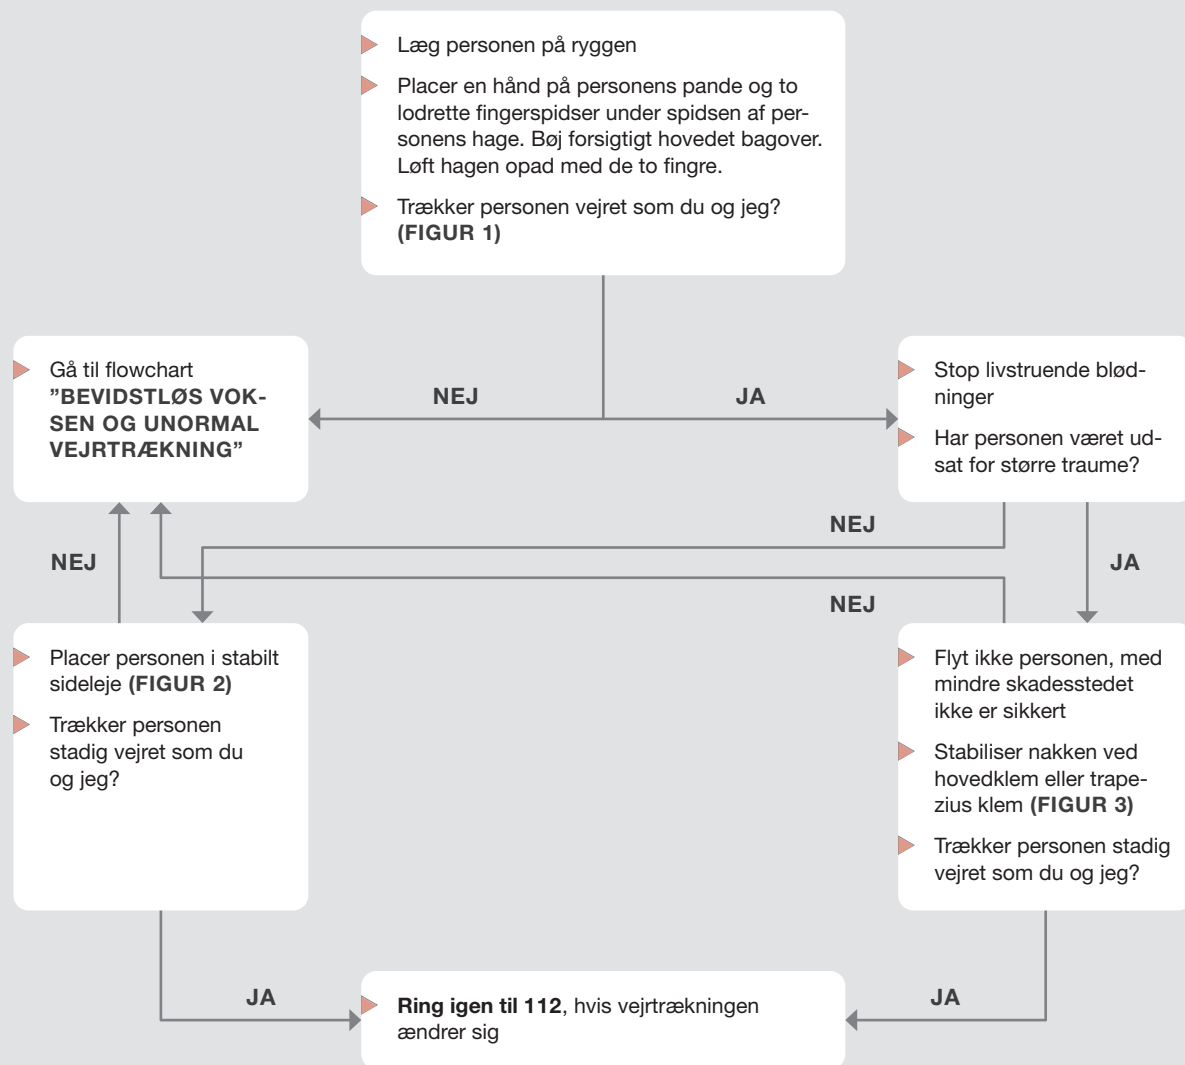 Læg personen på ryggen
Placer en hånd på personens pande og to
lodrette fingerspidser under spidsen af per-
sonens hage. Bøj forsigtigt hovedet bagover.
Løft hagen opad med de to fingre.
Trækker personen vejret som du og jeg?
(FIGUR 1)
Gå til flowchart
”BEVIDSTLØS VOK-
SEN OG UNORMAL
VEJRTRÆKNING”
NEJ
JA
Stop livstruende blød-
ninger
Har personen været ud-
sat for større traume?
NEJ
NEJ
JA
NEJ
Placer personen i stabilt
sideleje (FIGUR 2)
Trækker personen
stadig vejret som du
og jeg?
Flyt ikke personen, med
mindre skadesstedet
ikke er sikkert
Stabiliser nakken ved
hovedklem eller trape-
zius klem (FIGUR 3)
Trækker personen stadig
vejret som du og jeg?
JA
Ring igen til 112, hvis vejrtrækningen
ændrer sig
JA